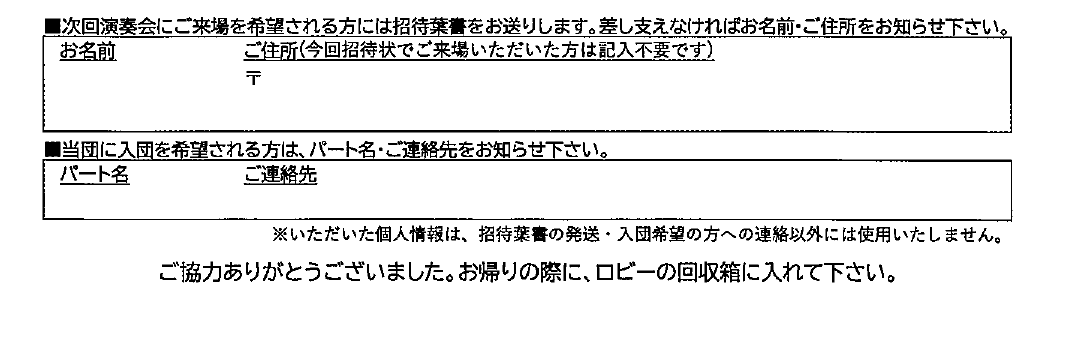 ■次回演奏会にご来場を希望される方には招待葉書をお送りします。差し支えなければお名前・ご住所をお知らせ下さい。
お名前 ご住所(今回招待状でご来場いただいた方は記入不要です)
〒
■当団に入団を希望される方は、パート名・ご連絡先をお知らせ下さい。
パート名 ご連絡先
※いただいた個人情報は、招待葉書の発送・入団希望の方への連絡以外には使用いたしません。
ご協力ありがとうございました。お帰りの際に、ロビーの回収箱に入れて下さい。